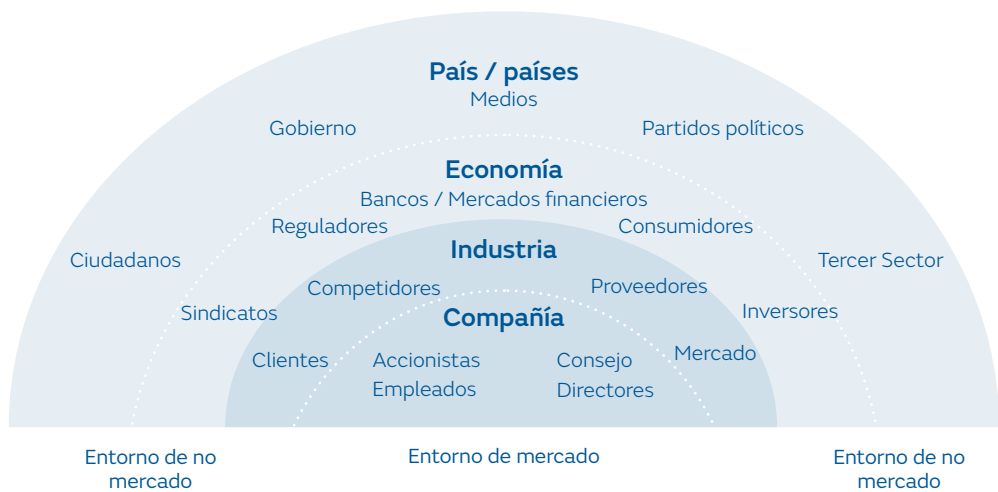 País / países
Medios
Gobierno
Partidos políticos
Economía
Bancos / Mercados financieros
Reguladores
Consumidores
Industria
Ciudadanos
Tercer Sector
Competidores
Proveedores
Sindicatos
Inversores
Compañía
Clientes
Accionistas
Consejo
Mercado
Empleados
Directores
Entorno de no
mercado
Entorno de mercado
Entorno de no
mercado